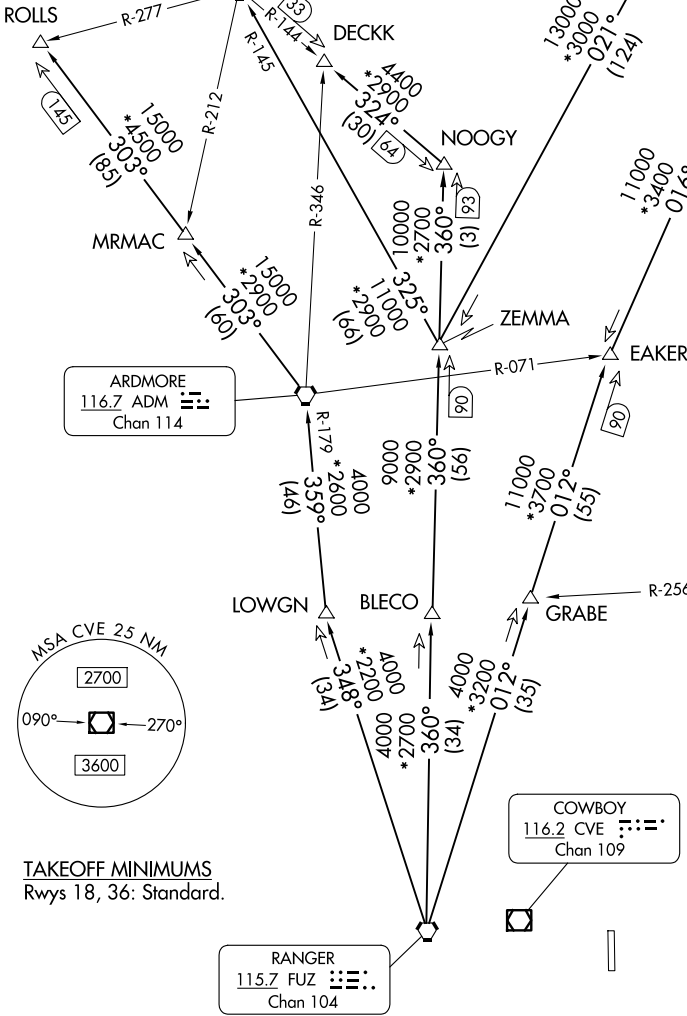 ROLLS
R-277
33
R-144
DECKK
R-145
13000
*3000
021°
(124)
145
15000
*4500
303°
(85)
R-212
4400
*2900
324°
(30)
64
NOOGY
R-346
93
10000
*2700
360°
(3)
11000
*3400
016°
MRMAC
15000
*2900
303°
(60)
325°
11000
*2900
(66)
ZEMMA
EAKER
R-071
90
90
ARDMORE
116.7 ADM
Chan 114
R-179
4000
*2600
359°
(46)
9000
*2900
360°
(56)
11000
*3700
012°
(55)
LOWGN
BLECO
GRABE
R-256
MSA CVE 25 NM
2700
090°
270°
3600
4000
*2200
348°
(34)
4000
*2700
360°
(34)
4000
*3200
012°
(35)
COWBOY
116.2 CVE
Chan 109
TAKEOFF MINIMUMS
Rwys 18, 36: Standard.
RANGER
115.7 FUZ
Chan 104